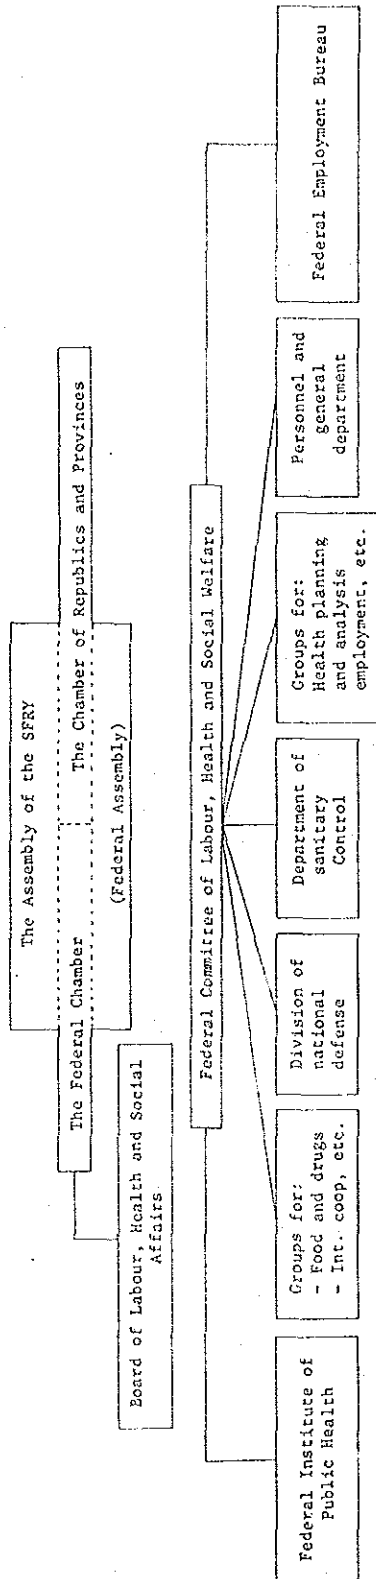 The Assembly of the SFRY
The Federal Chamber
The Chamber of Republics and Provinces
(Federal Assembly)
Board of Labour, Health and Social
Affairs
Federal Committee of Labour, Health and Social Welfare
Federal Institute of
Public Health
Groups for:
- Food and drugs
- Int. coop, etc.
Division of
national
defense
Department of
sanitary
Control
Groups for:
Health planning
and analysis
employment, etc.
Personnel and
general
department
Federal Employment Bureau